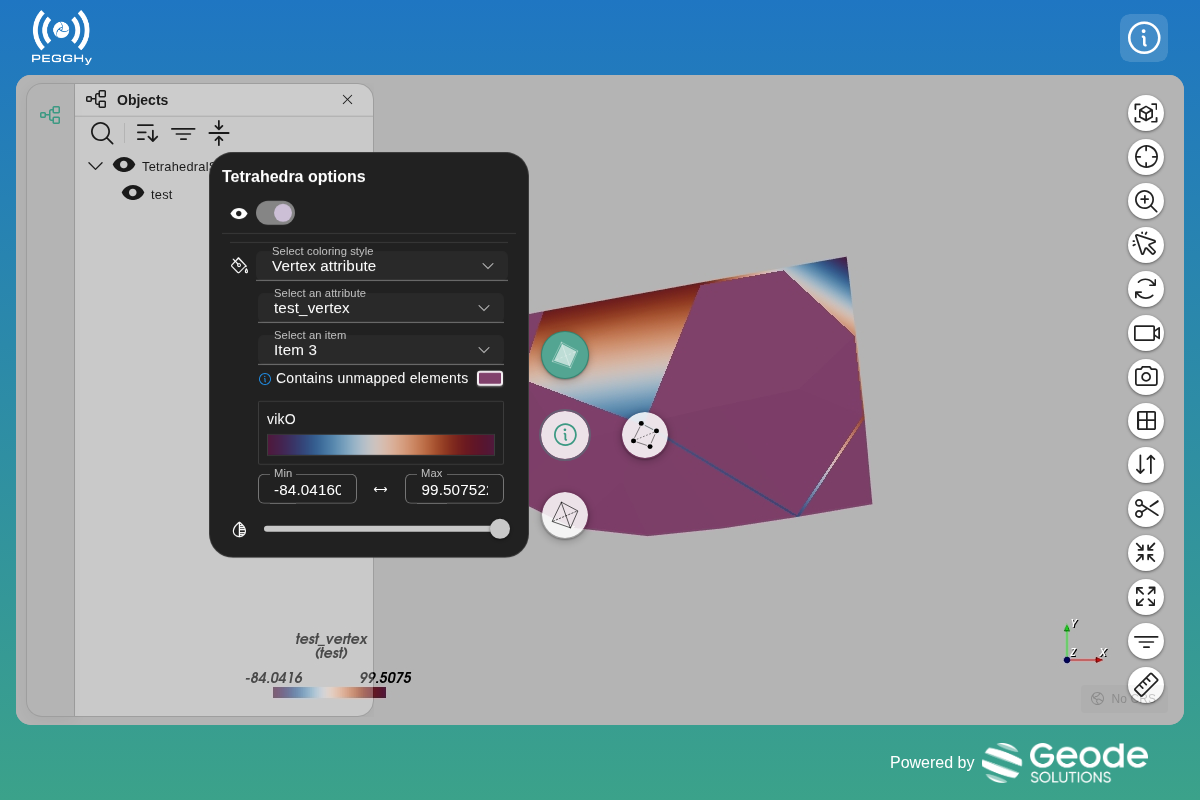 PEGGHy
Objects
Tetrahedral
test
Tetrahedra options
Select coloring style
Vertex attribute
Select an attribute
test_vertex
Select an item
Item 3
Contains unmapped elements
vikO
Min
-84.0416
Max
99.50752
test_vertex
(test)
-84.0416 99.5075
Y
Z X
No CRS
Powered by Geode
SOLUTIONS